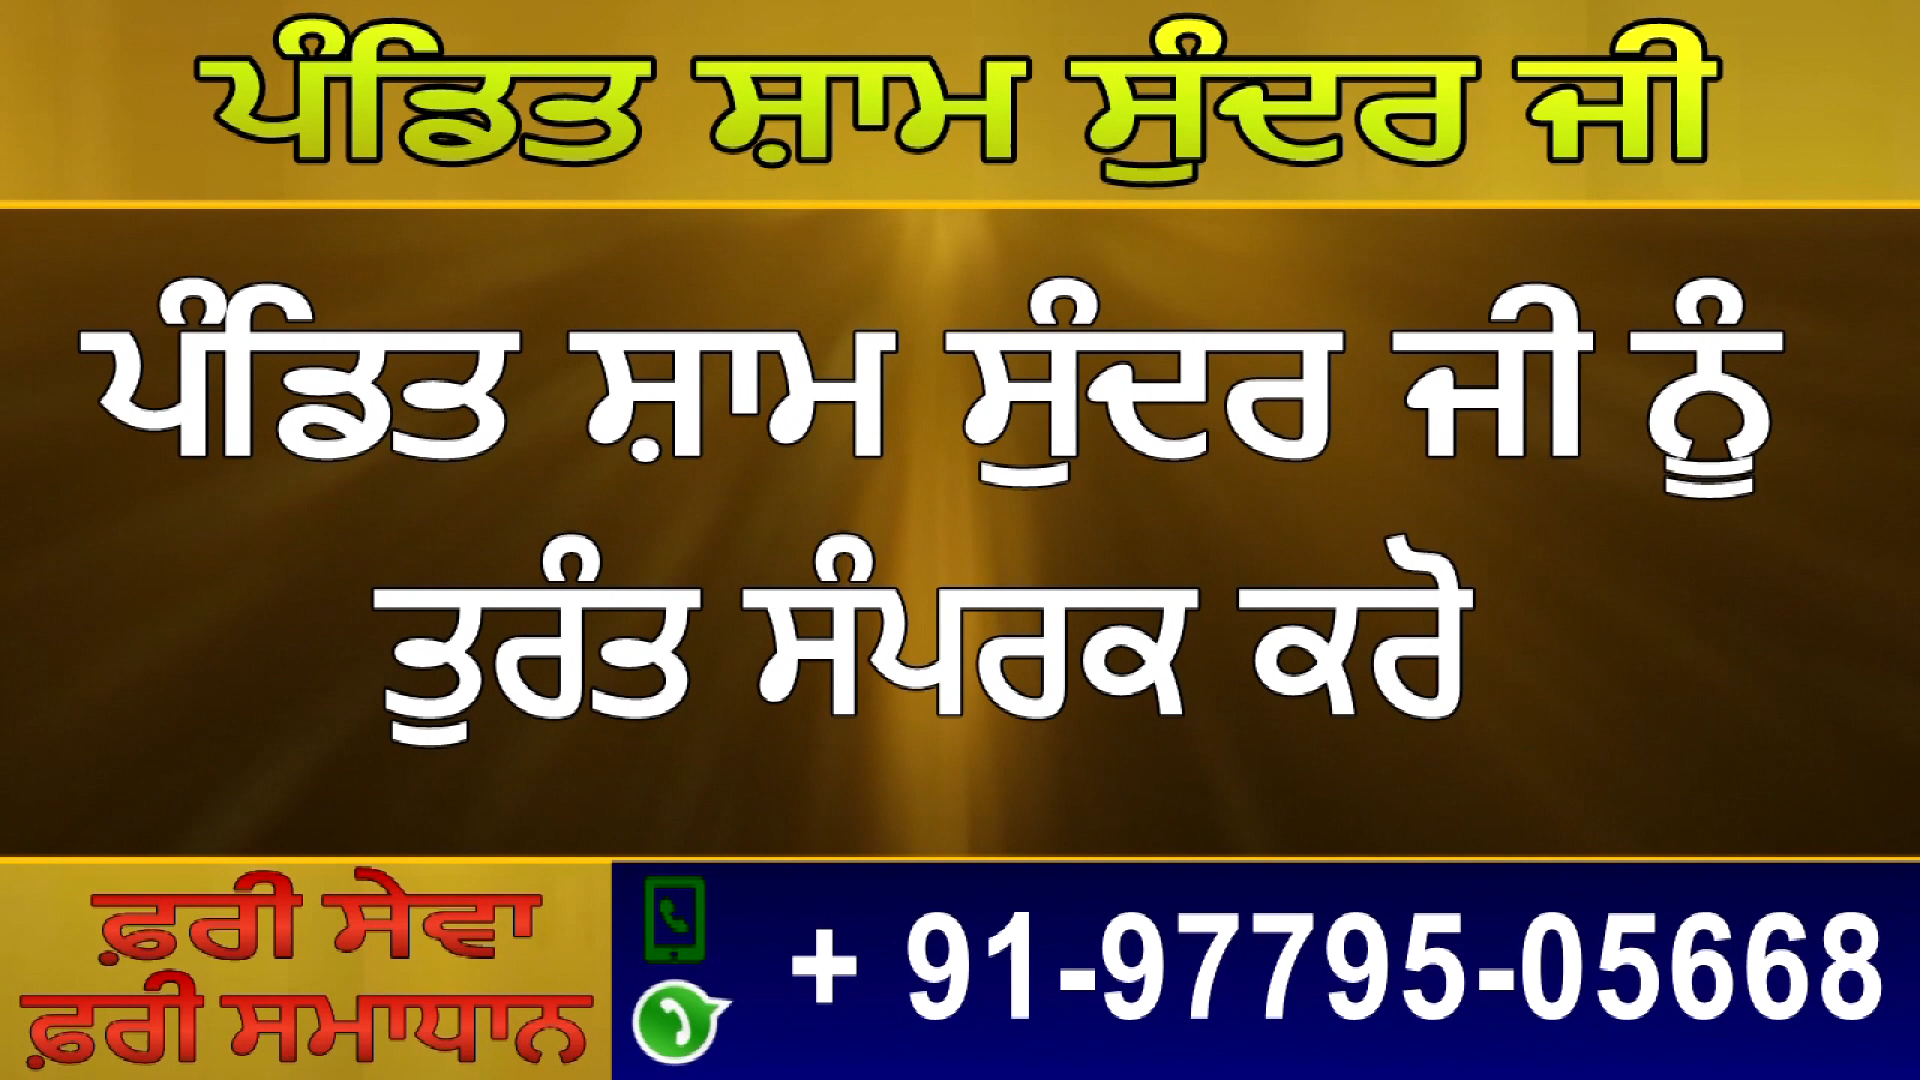 ਪੰਡਿਤ ਸ਼ਾਮ ਸੁੰਦਰ ਜੀ
ਪੰਡਿਤ ਸ਼ਾਮ ਸੁੰਦਰ ਜੀ ਨੂੰ
ਤੁਰੰਤ ਸੰਪਰਕ ਕਰੋ
ਫ਼ਰੀ ਸੇਵਾ
ਫ਼ਰੀ ਸਮਾਧਾਨ
+ 91-97795-05668